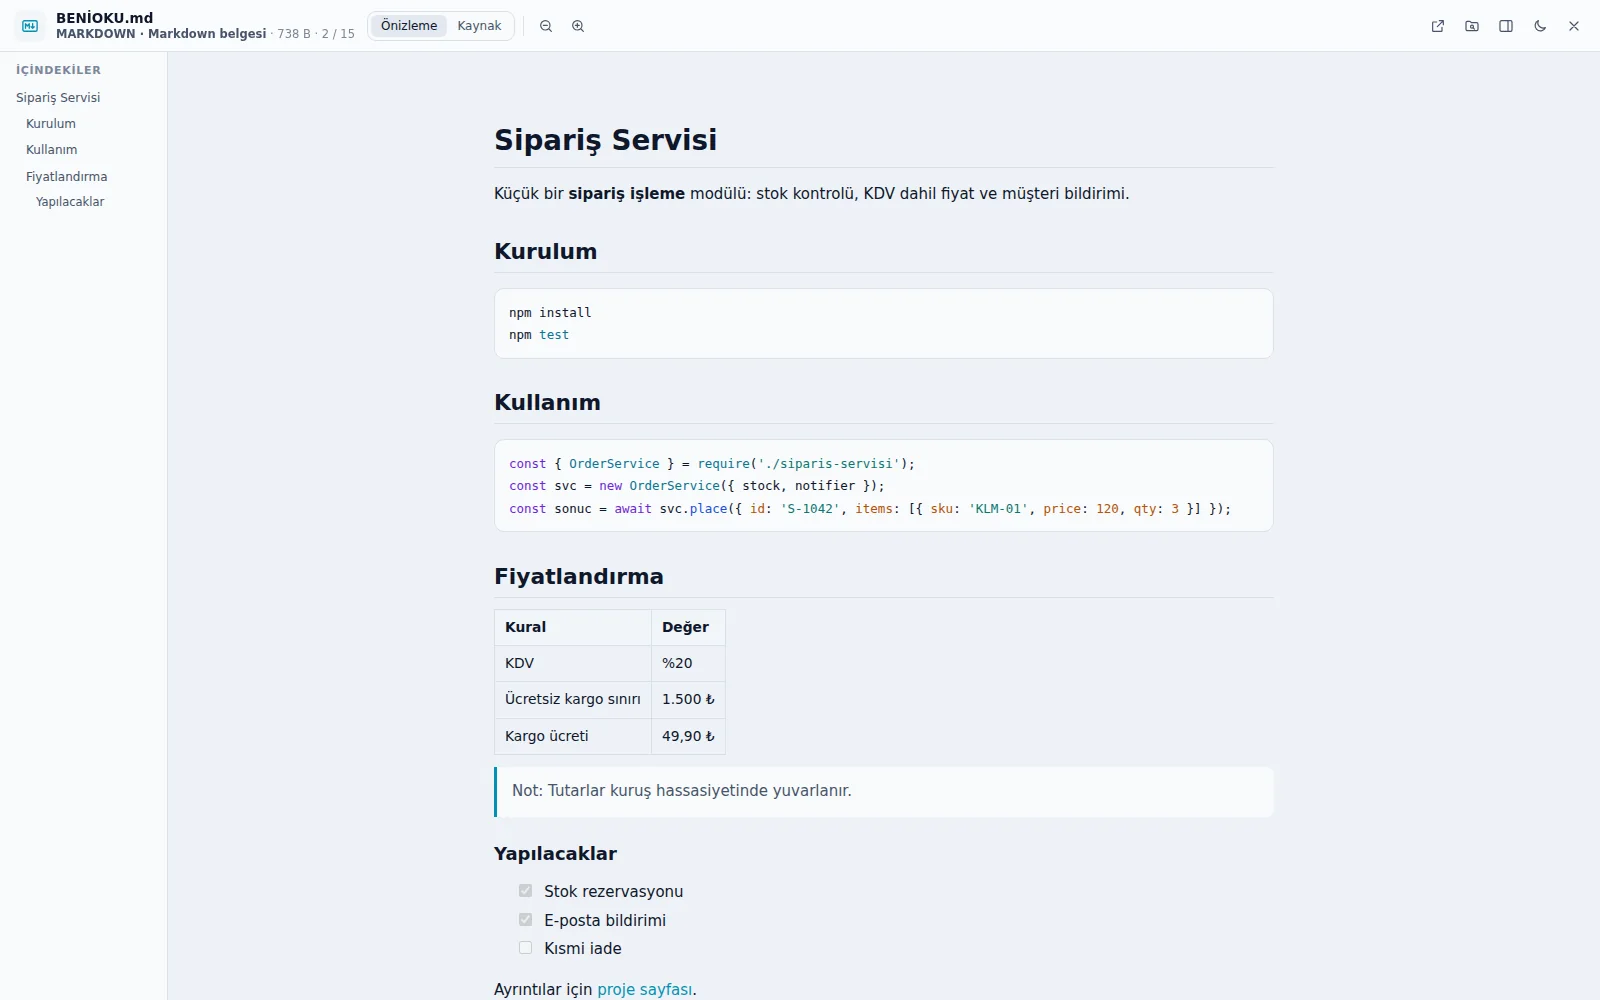 BENİOKU.md
MARKDOWN · Markdown belgesi · 738 B · 2 / 15
Önizleme Kaynak
İÇİNDEKİLER
Sipariş Servisi
Kurulum
Kullanım
Fiyatlandırma
Yapılacaklar
Sipariş Servisi
Küçük bir sipariş işleme modülü: stok kontrolü, KDV dahil fiyat ve müşteri bildirimi.
Kurulum
npm install
npm test
Kullanım
const { OrderService } = require('./siparis-servisi');
const svc = new OrderService({ stock, notifier });
const sonuc = await svc.place({ id: 'S-1042', items: [{ sku: 'KLM-01', price: 120, qty: 3 }] });
Fiyatlandırma
Kural Değer
KDV %20
Ücretsiz kargo sınırı 1.500 ₺
Kargo ücreti 49,90 ₺
Not: Tutarlar kuruş hassasiyetinde yuvarlanır.
Yapılacaklar
Stok rezervasyonu
E-posta bildirimi
Kısmi iade
Ayrıntılar için proje sayfası.